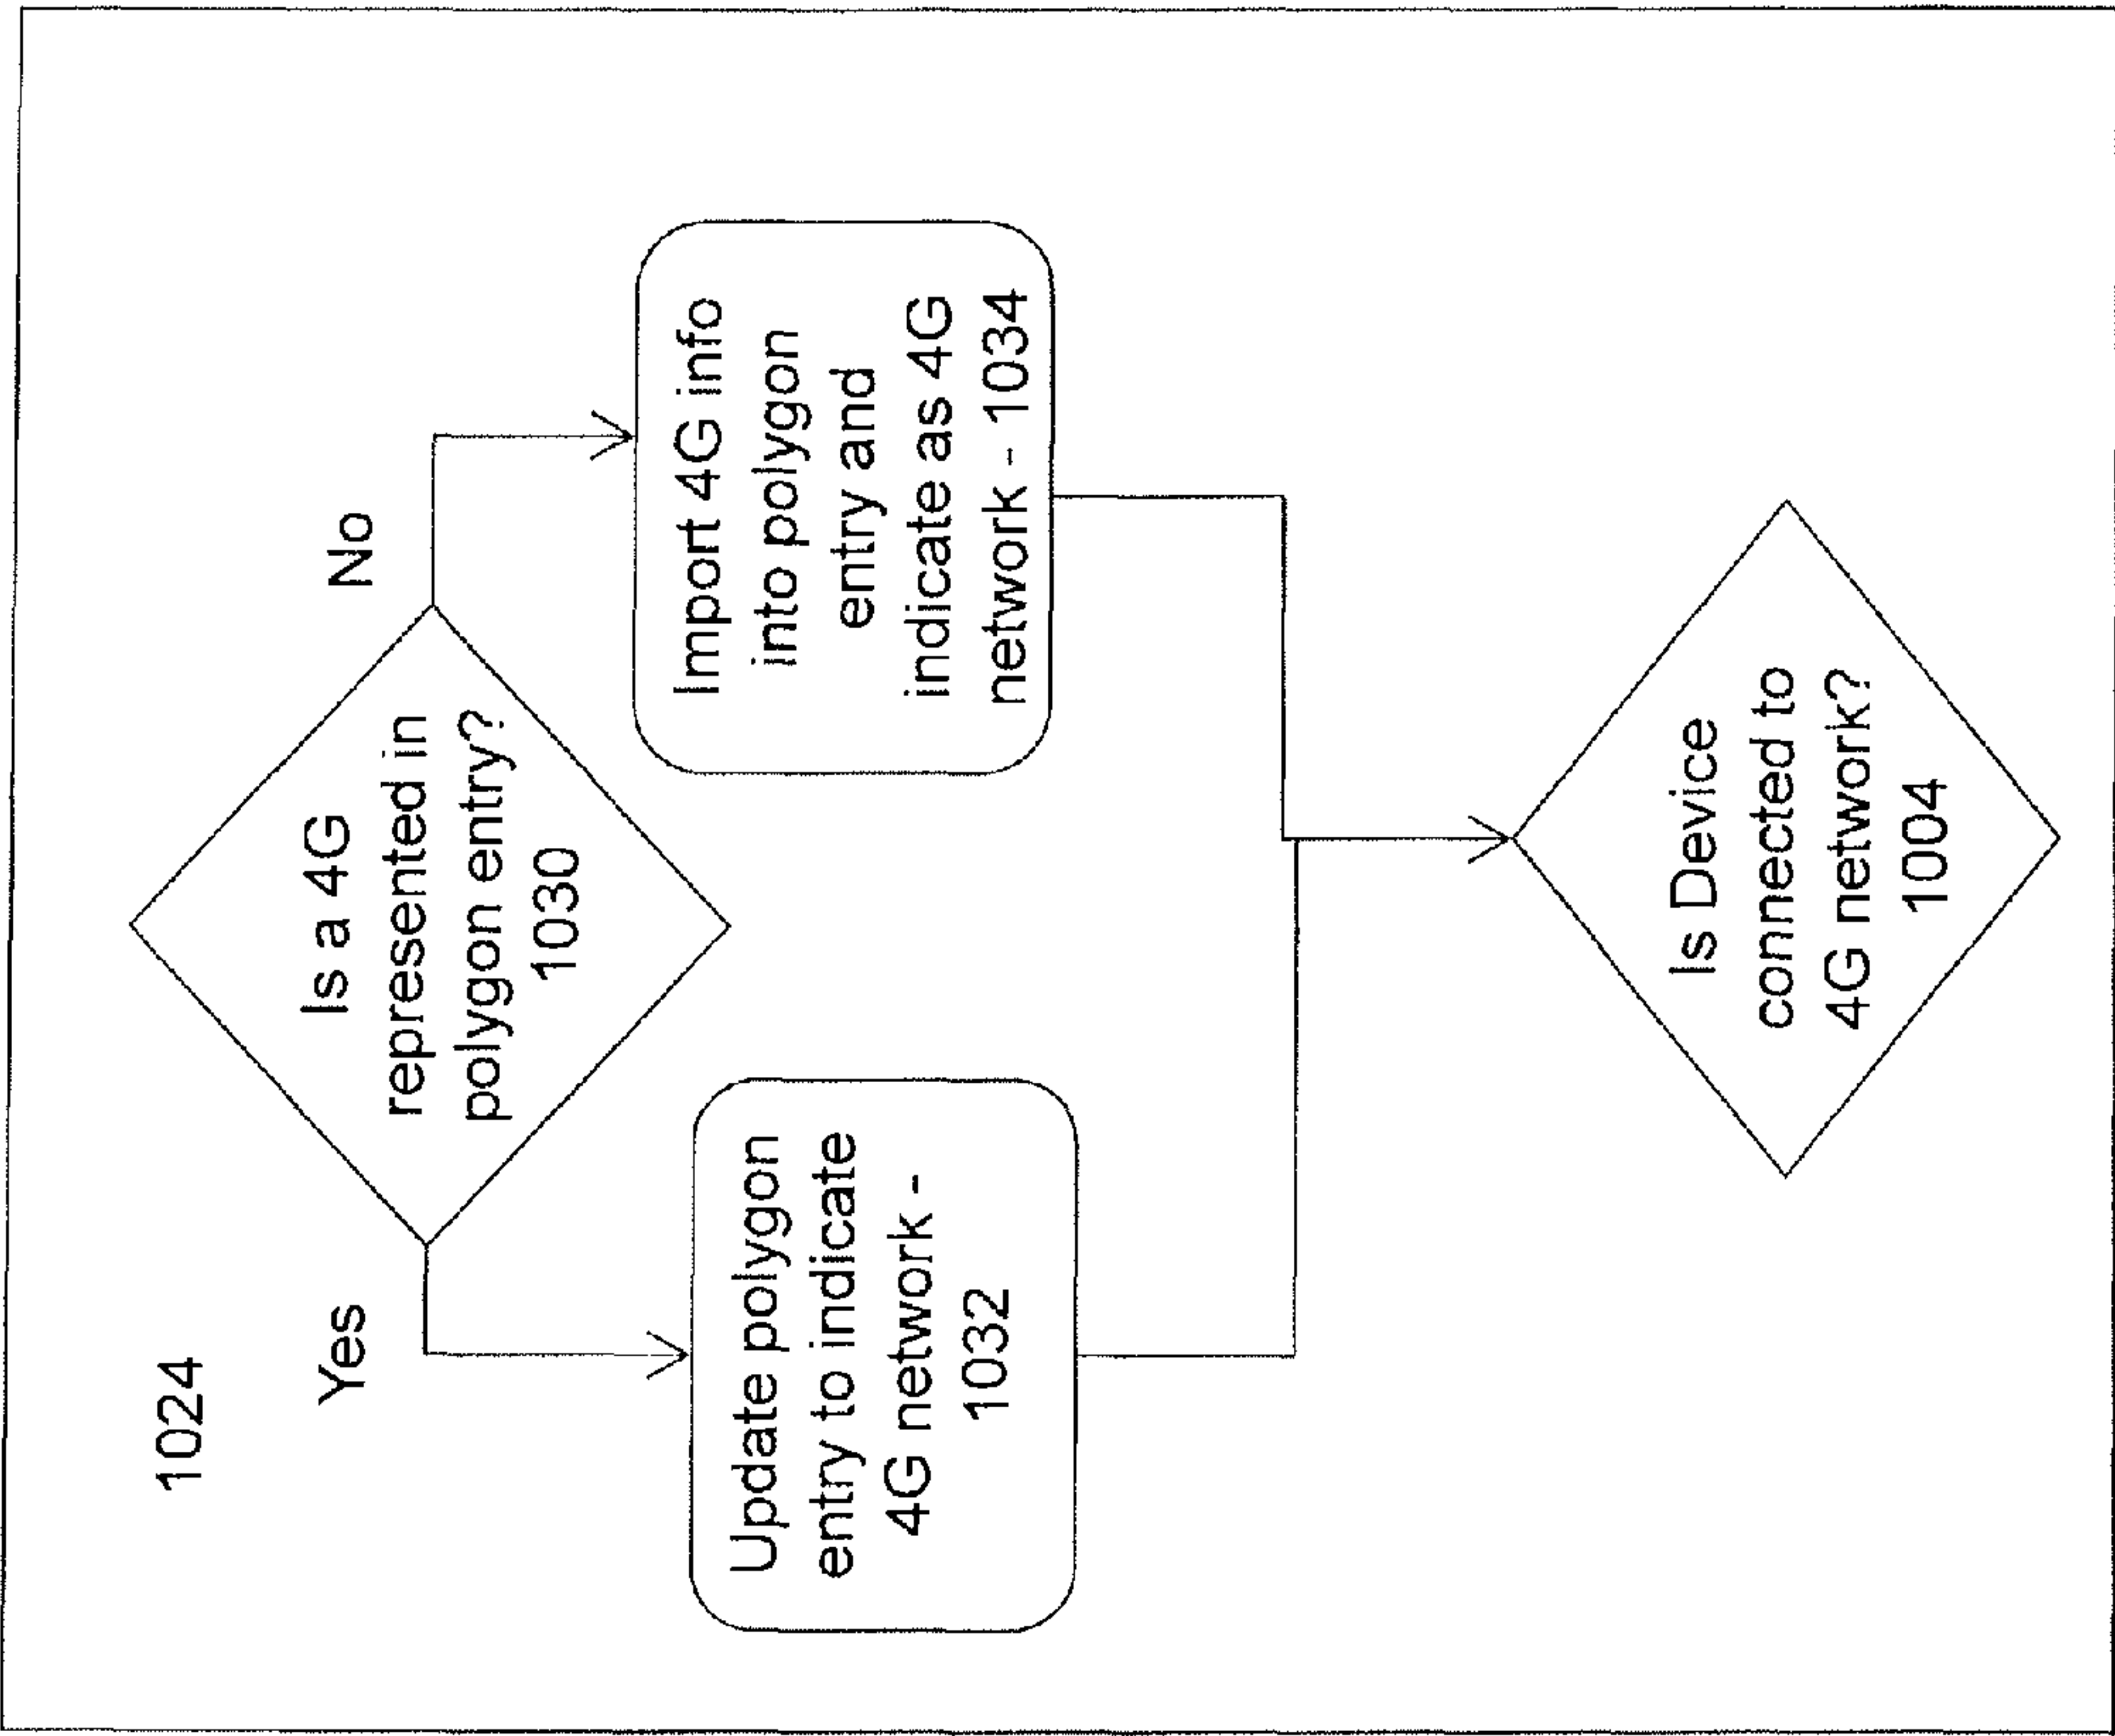 1024
Is a 4G
represented in
polygon entry?
1030
Yes
No
Update polygon
entry to indicate
4G network -
1032
Import 4G info
into polygon
entry and
indicate as 4G
network - 1034
Is Device
connected to
4G network?
1004